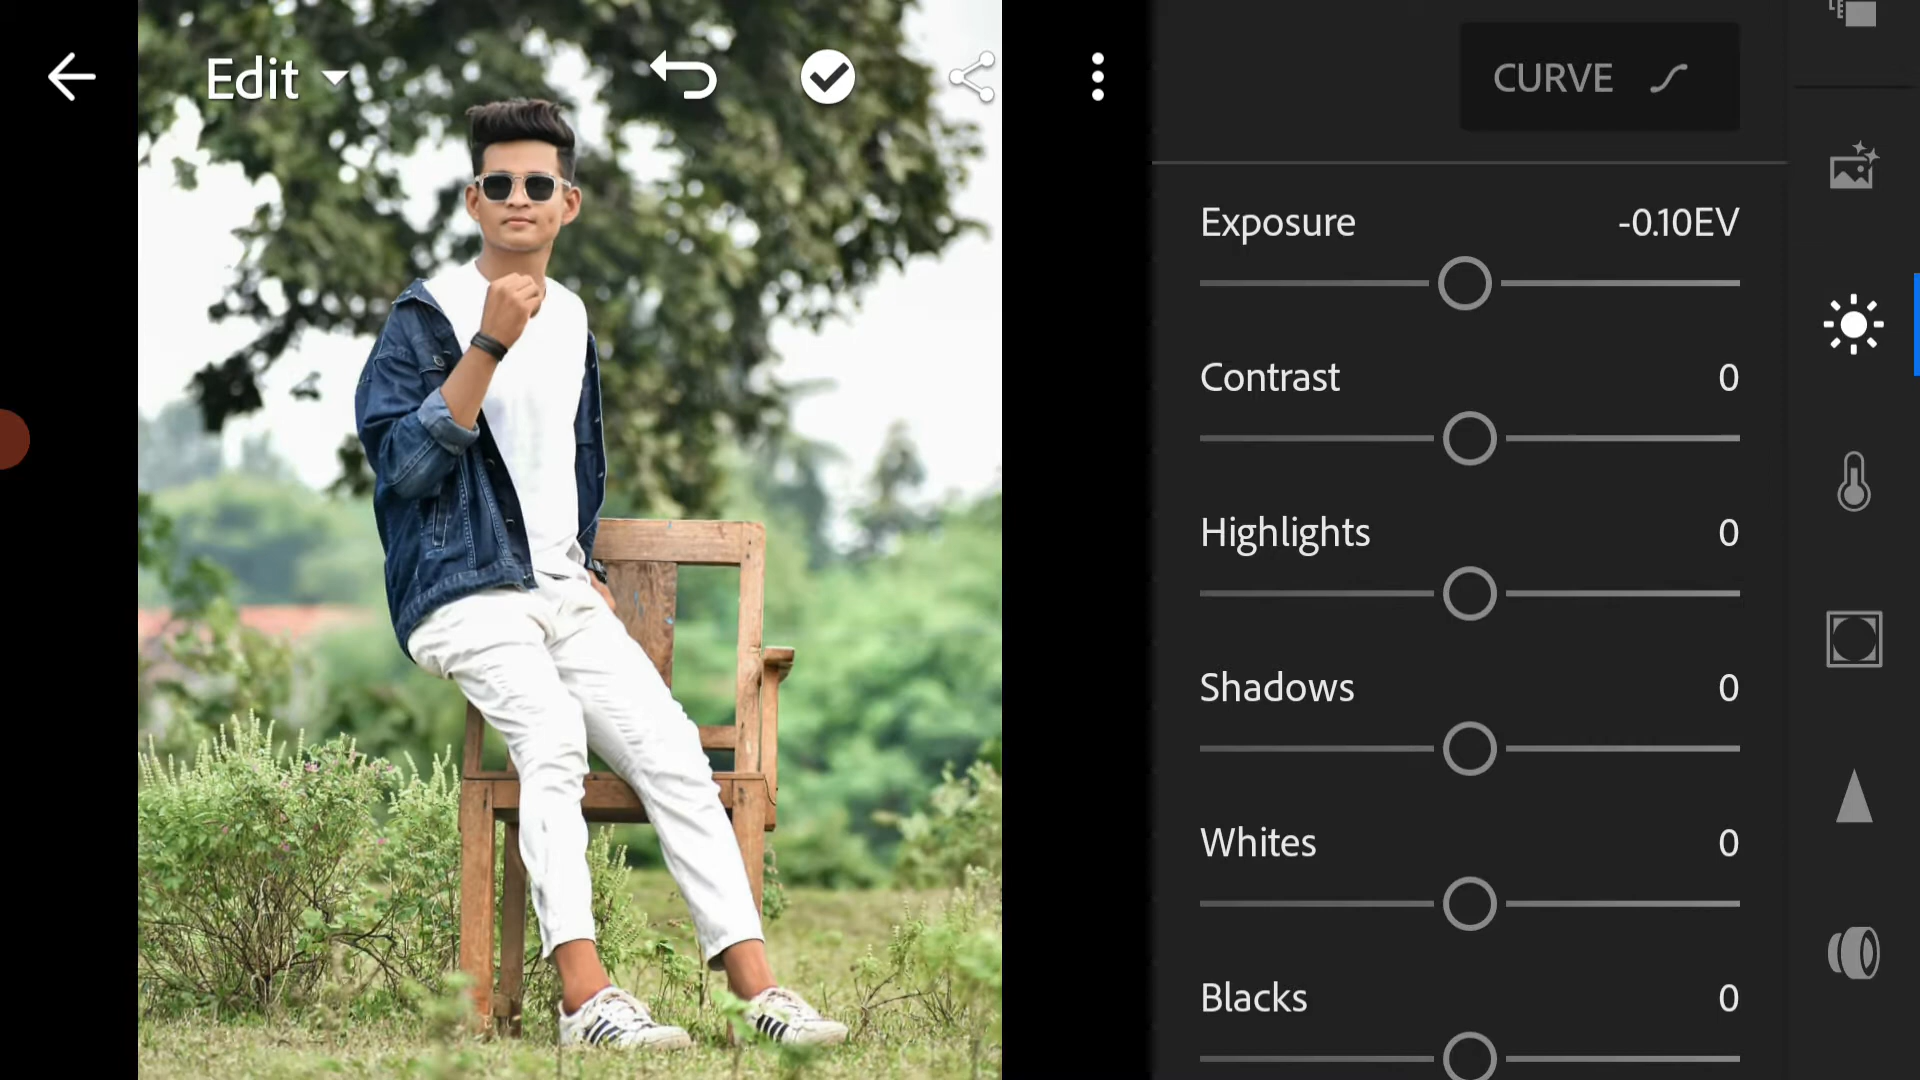 Edit
CURVE
Exposure -0.10EV
Contrast 0
Highlights 0
Shadows 0
Whites 0
Blacks 0